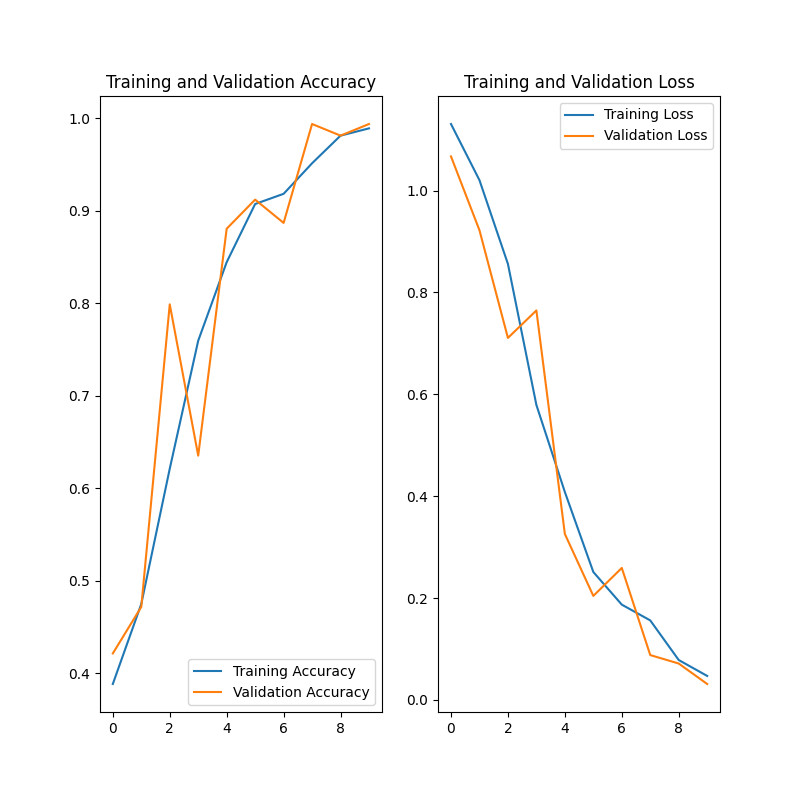 Training and Validation Accuracy
1.0
0.9
0.8
0.7
0.6
0.5
0.4
0 2 4 6 8
Training Accuracy
Validation Accuracy
Training and Validation Loss
1.0
0.8
0.6
0.4
0.2
0.0
0 2 4 6 8
Training Loss
Validation Loss